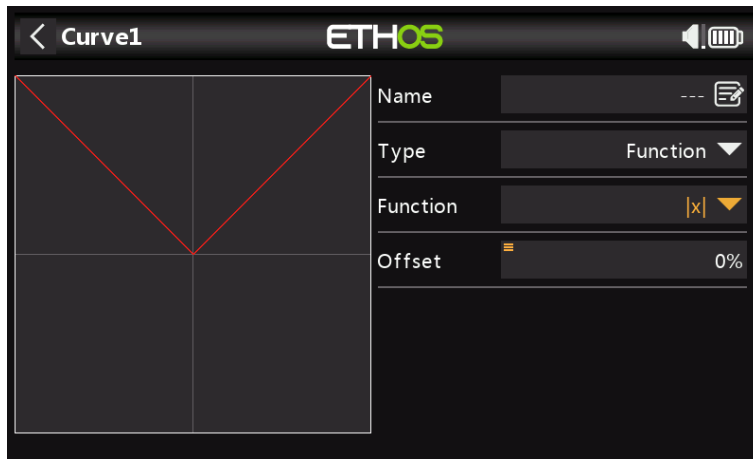 Curve1
ETHOS
Name ---
Type Function
Function |x|
Offset 0%